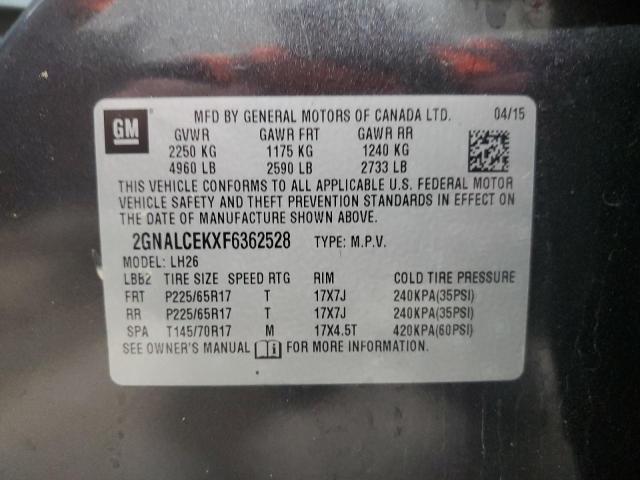 GM
MFD BY GENERAL MOTORS OF CANADA LTD. 04/15
GVWR GAWR FRT GAWR RR
2250 KG 1175 KG 1240 KG
4960 LB 2590 LB 2733 LB
THIS VEHICLE CONFORMS TO ALL APPLICABLE U.S. FEDERAL MOTOR
VEHICLE SAFETY AND THEFT PREVENTION STANDARDS IN EFFECT ON
THE DATE OF MANUFACTURE SHOWN ABOVE.
2GNALCEKXF6362528 TYPE: M.P.V.
MODEL: LH26
LBB2 TIRE SIZE SPEED RTG RIM COLD TIRE PRESSURE
FRT P225/65R17 T 17X7J 240KPA(35PSI)
RR P225/65R17 T 17X7J 240KPA(35PSI)
SPA T145/70R17 M 17X4.5T 420KPA(60PSI)
SEE OWNER'S MANUAL i FOR MORE INFORMATION.